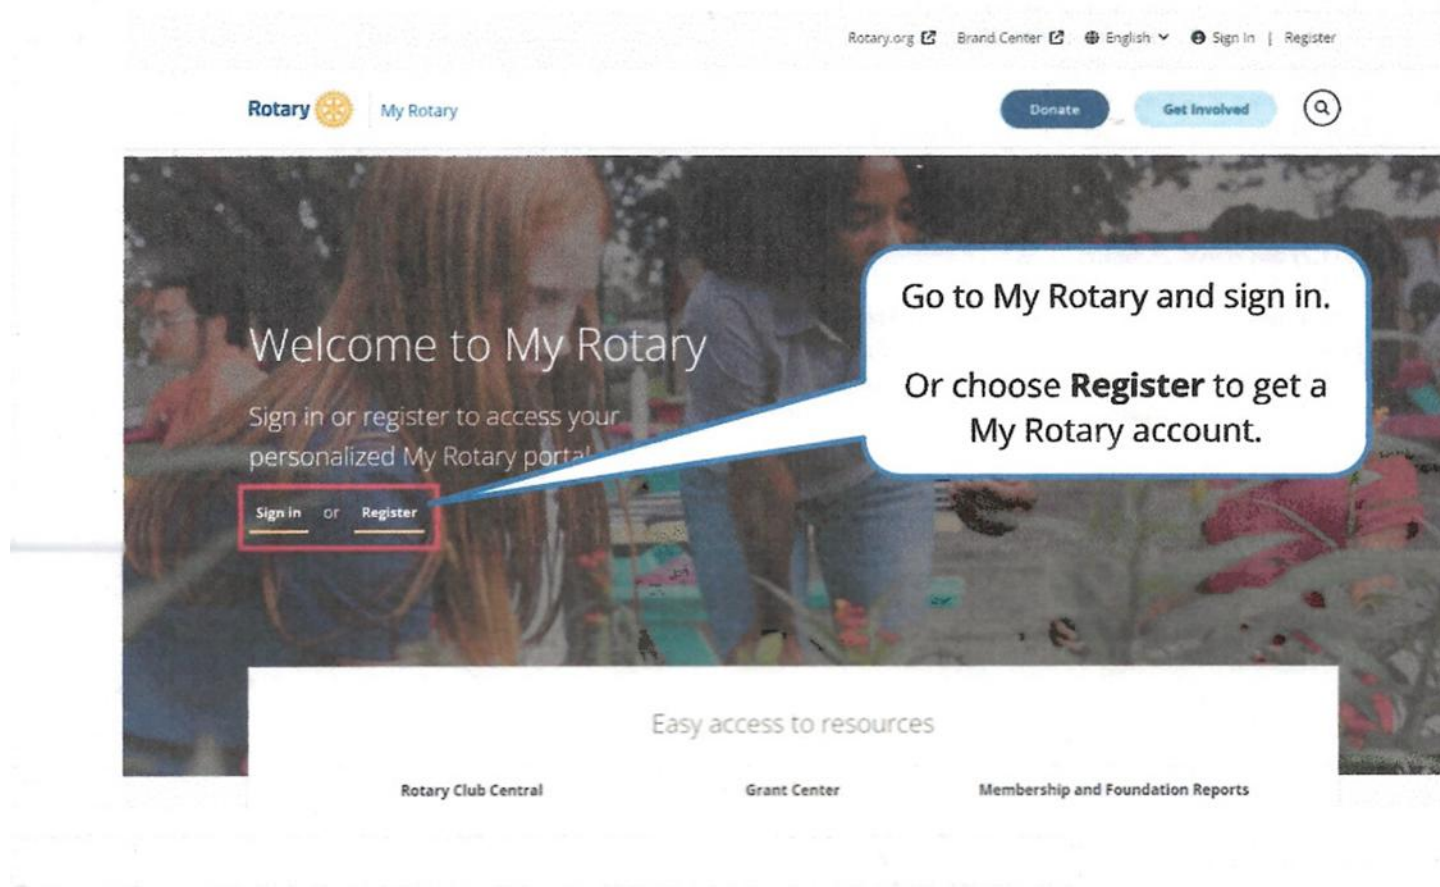 Rotary.org Brand Center English Sign In | Register
Rotary My Rotary Donate Get Involved
Go to My Rotary and sign in.
Or choose Register to get a
My Rotary account.
Welcome to My Rotary
Sign in or register to access your
personalized My Rotary portal
Sign in or Register
Easy access to resources
Rotary Club Central Grant Center Membership and Foundation Reports